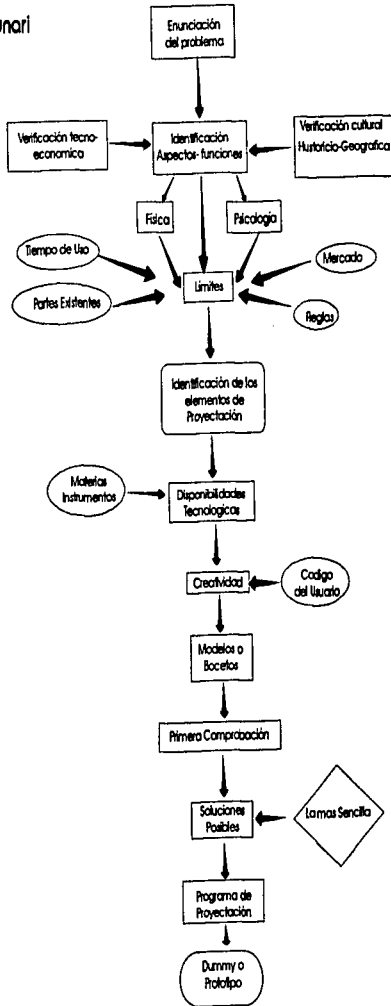 unari
Enunciación
del problema
Verificación tecno-
economica
Identificación
Aspectos-funciones
Verificación cultural
Husforicio-Geografica
Física
Psicologia
Tiempo de Uso
Mercado
Partes Existentes
Limites
Reglas
Identificación de los
elementos de
Proyectación
Materias
Instrumentos
Disponibilidades
Tecnologicas
Creatividad
Codigo
del Usuario
Modelos o
Bocetos
Primera Comprobación
Soluciones
Posibles
La mas Sencilla
Programa de
Proyectación
Dummy o
Prototipo